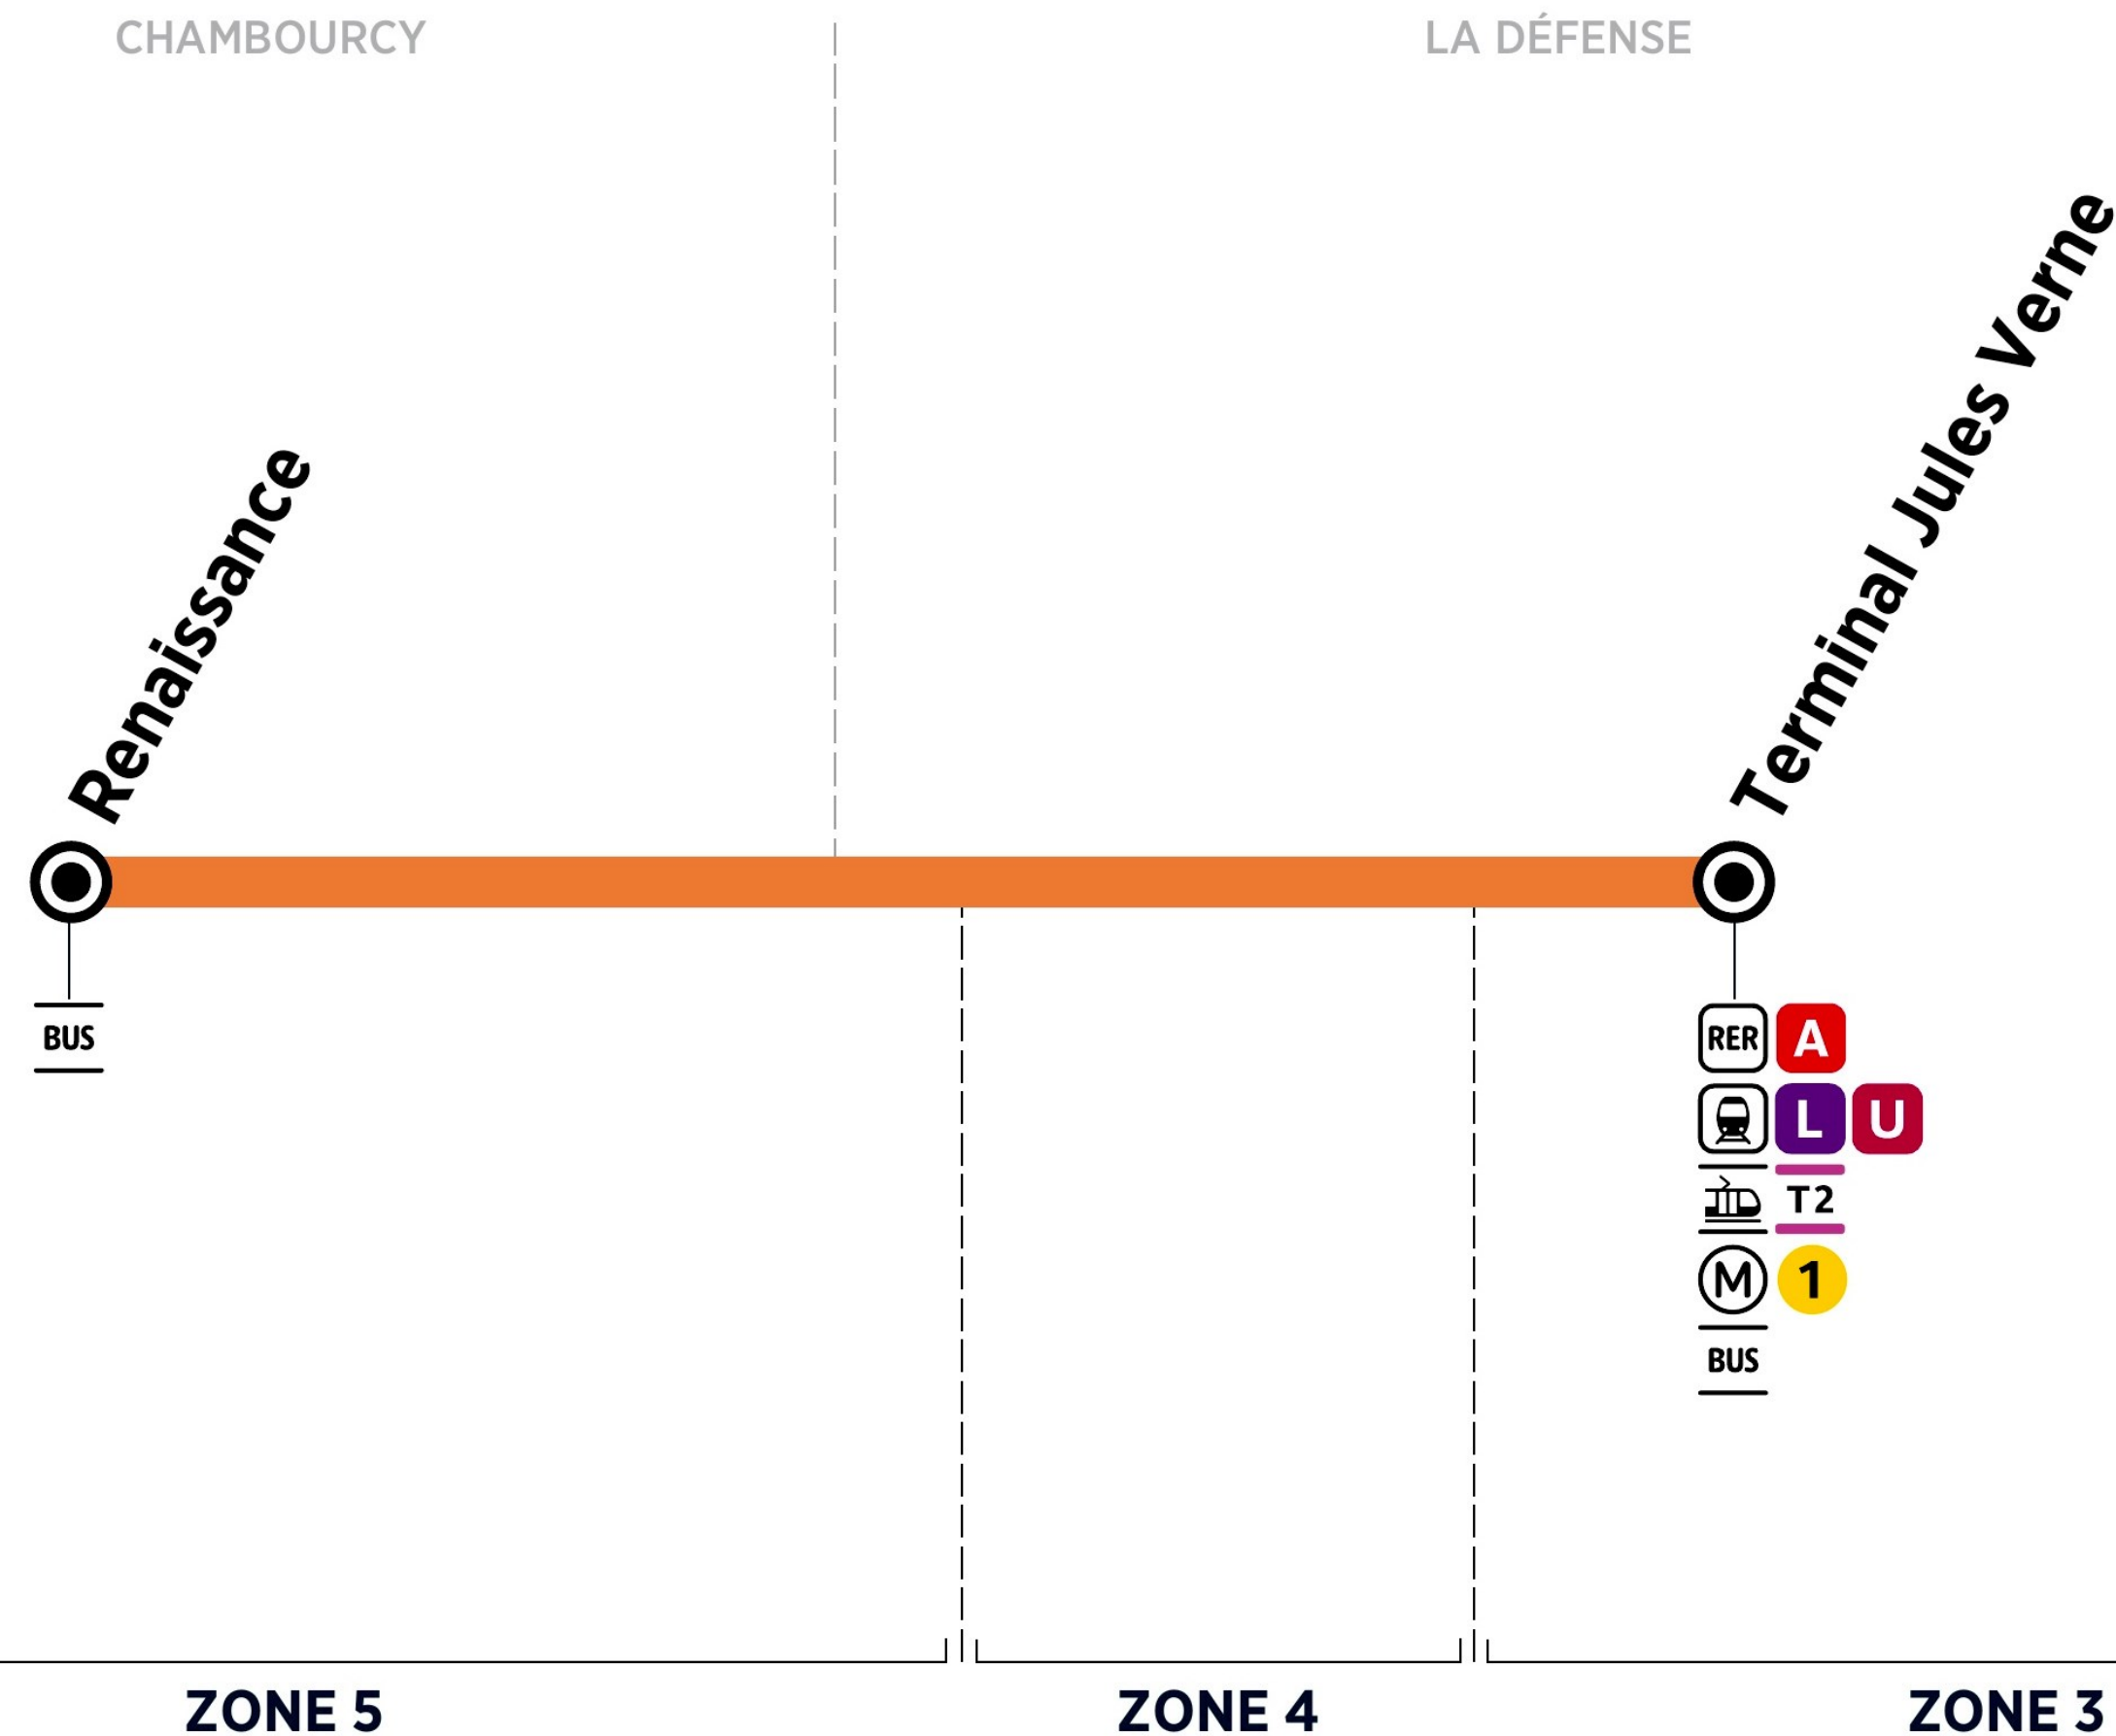 CHAMBOURCY
LA DÉFENSE
Renaissance
Terminal Jules Verne
BUS
RER A
L U
T2
M 1
BUS
ZONE 5
ZONE 4
ZONE 3